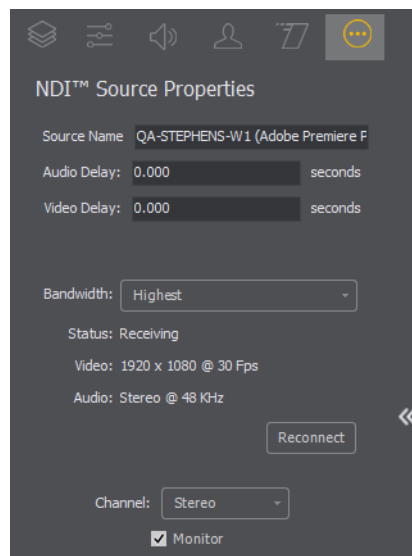 NDI™ Source Properties
Source Name QA-STEPHENS-W1 (Adobe Premiere F
Audio Delay: 0.000 seconds
Video Delay: 0.000 seconds
Bandwidth: Highest
Status: Receiving
Video: 1920 x 1080 @ 30 Fps
Audio: Stereo @ 48 KHz
Reconnect
Channel: Stereo
Monitor